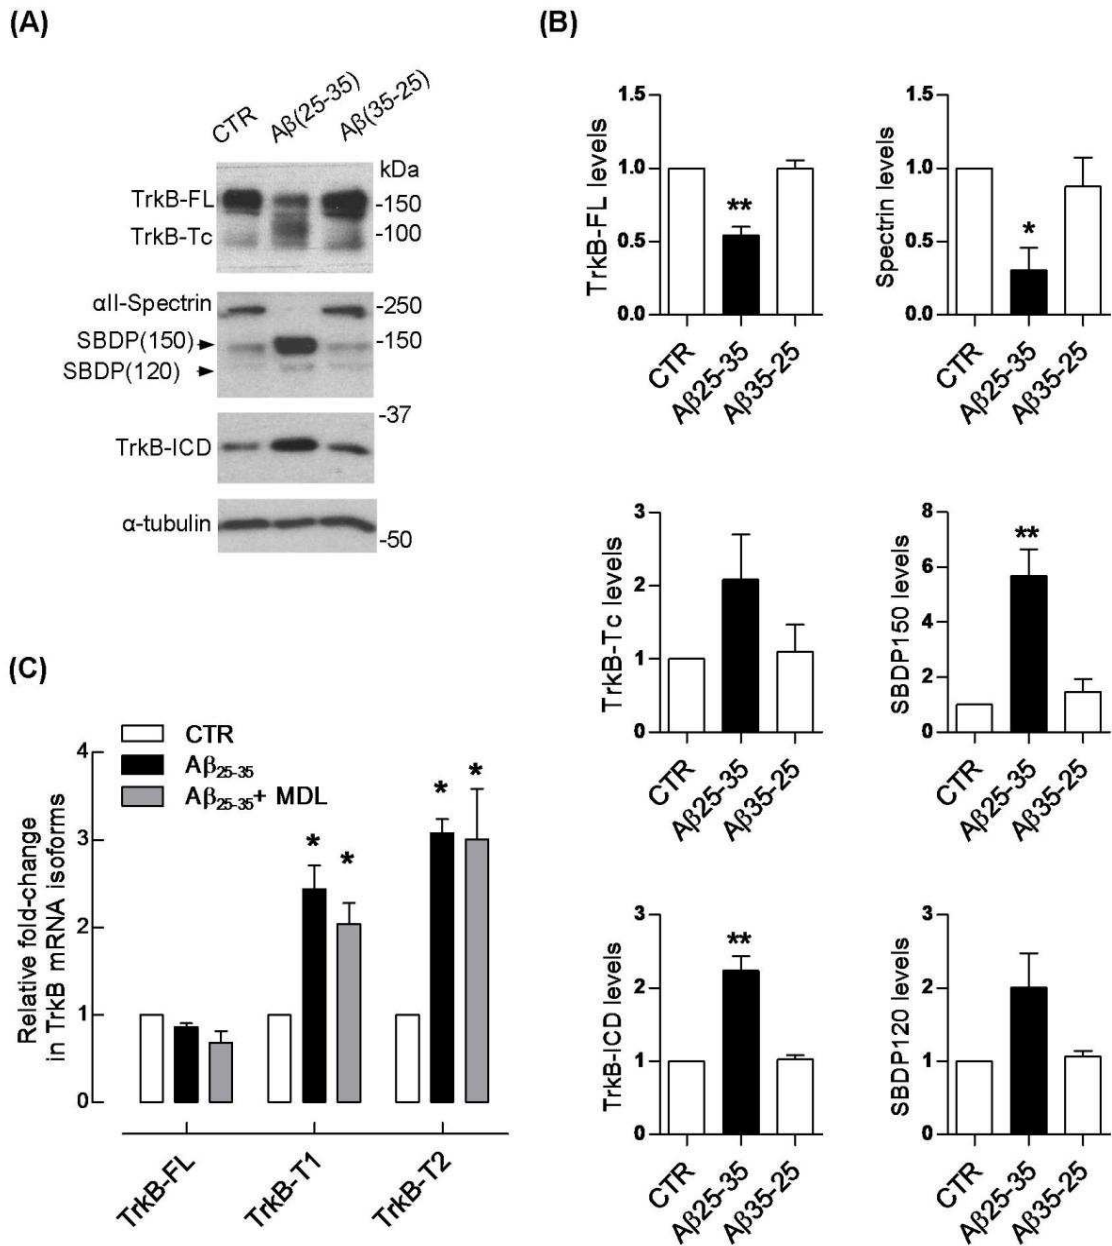 (A)
CTR
Aβ(25-35)
Aβ(35-25)
kDa
TrkB-FL
-150
TrkB-Tc
-100
αII-Spectrin
-250
SBDP(150)
-150
SBDP(120)
-37
TrkB-ICD
α-tubulin
-50
(B)
TrkB-FL levels
1.5
1.0
0.5
0.0
**
CTR
Aβ25-35
Aβ35-25
Spectrin levels
1.5
1.0
0.5
0.0
*
CTR
Aβ25-35
Aβ35-25
TrkB-Tc levels
3
2
1
0
CTR
Aβ25-35
Aβ35-25
SBDP150 levels
8
6
4
2
0
**
CTR
Aβ25-35
Aβ35-25
TrkB-ICD levels
3
2
1
0
**
CTR
Aβ25-35
Aβ35-25
SBDP120 levels
3
2
1
0
CTR
Aβ25-35
Aβ35-25
(C)
CTR
Aβ25-35
Aβ25-35+ MDL
Relative fold-change
in TrkB mRNA isoforms
4
3
2
1
0
* *
* *
TrkB-FL
TrkB-T1
TrkB-T2